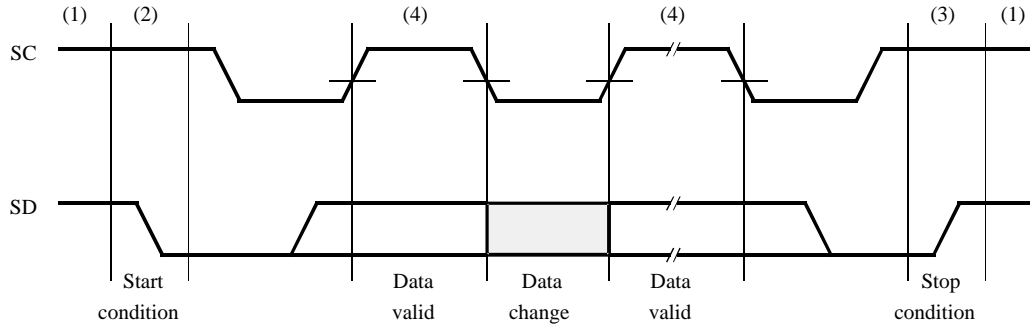 (1) (2) (4) (4) (3) (1)
SC
SD
Start Data Data Data Stop
condition valid change valid condition